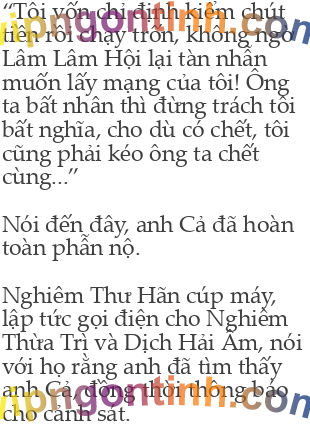 “Tôi vốn chỉ định kiếm chút
tiền rồi chạy trốn, không ngờ
Lâm Lâm Hội lại tàn nhẫn
muốn lấy mạng của tôi! Ông
ta bất nhân thì đừng trách tôi
bất nghĩa, cho dù có chết, tôi
cũng phải kéo ông ta chết
cùng...”
Nói đến đây, anh Cả đã hoàn
toàn phẫn nộ.
Nghiêm Thư Hãn cúp máy,
lập tức gọi điện cho Nghiêm
Thừa Trì và Dịch Hải Âm, nói
với họ rằng anh đã tìm thấy
anh Cả, đồng thời thông báo
cho cảnh sát.
vipngontinh.com
vipngontinh.com